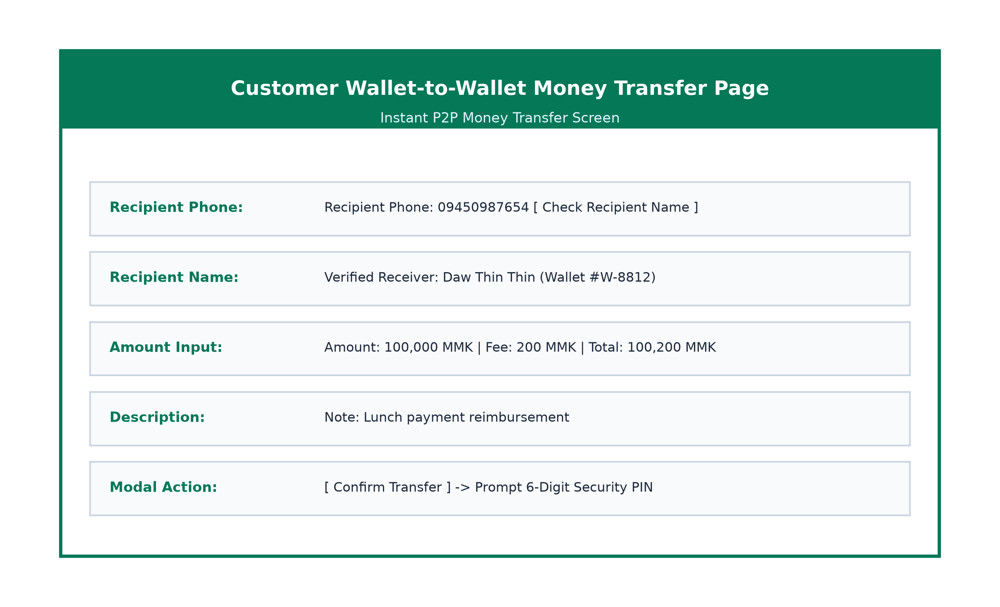 Customer Wallet-to-Wallet Money Transfer Page
Instant P2P Money Transfer Screen
Recipient Phone: Recipient Phone: 09450987654 [ Check Recipient Name ]
Recipient Name: Verified Receiver: Daw Thin Thin (Wallet #W-8812)
Amount Input: Amount: 100,000 MMK | Fee: 200 MMK | Total: 100,200 MMK
Description: Note: Lunch payment reimbursement
Modal Action: [ Confirm Transfer ] -> Prompt 6-Digit Security PIN